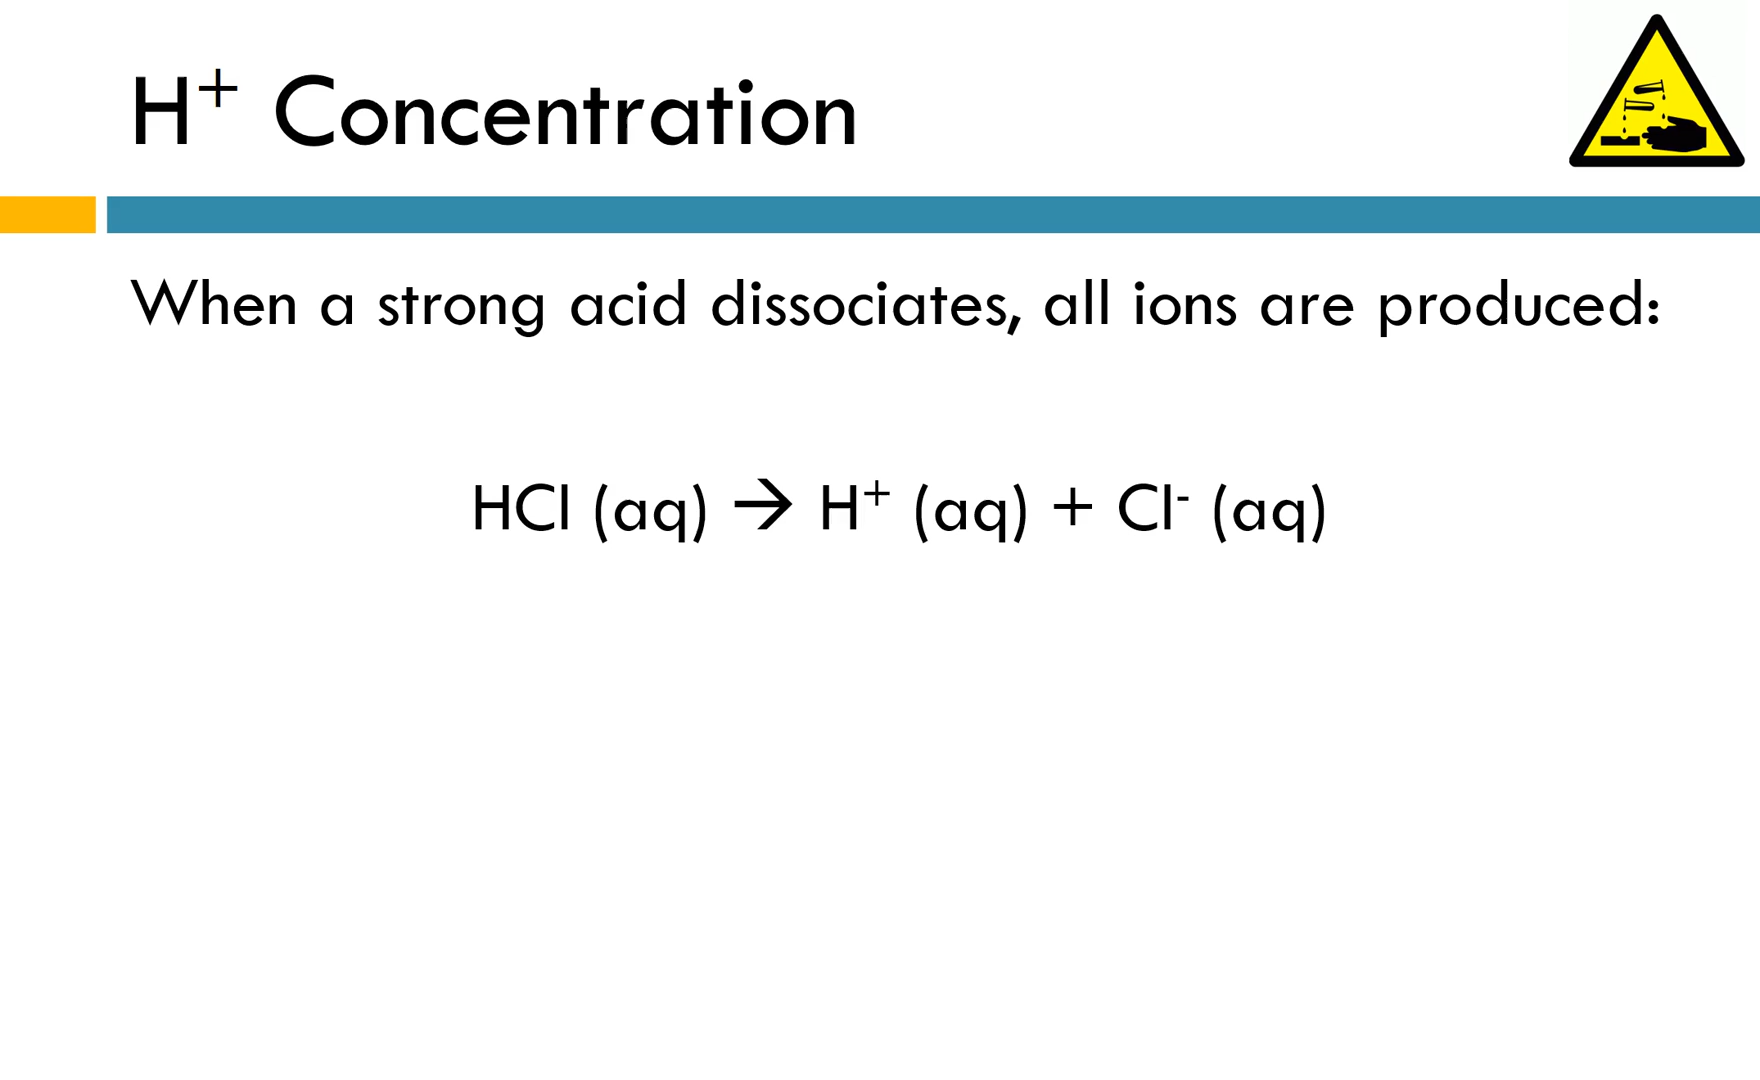 H⁺ Concentration
When a strong acid dissociates, all ions are produced:
HCl (aq) → H⁺ (aq) + Cl⁻ (aq)